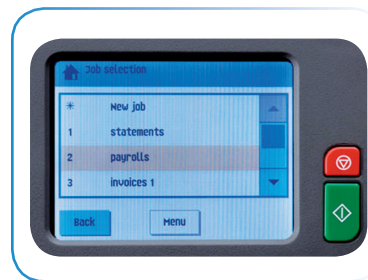 Job selection
* New job
1 statements
2 payrolls
3 invoices 1
Back Menu